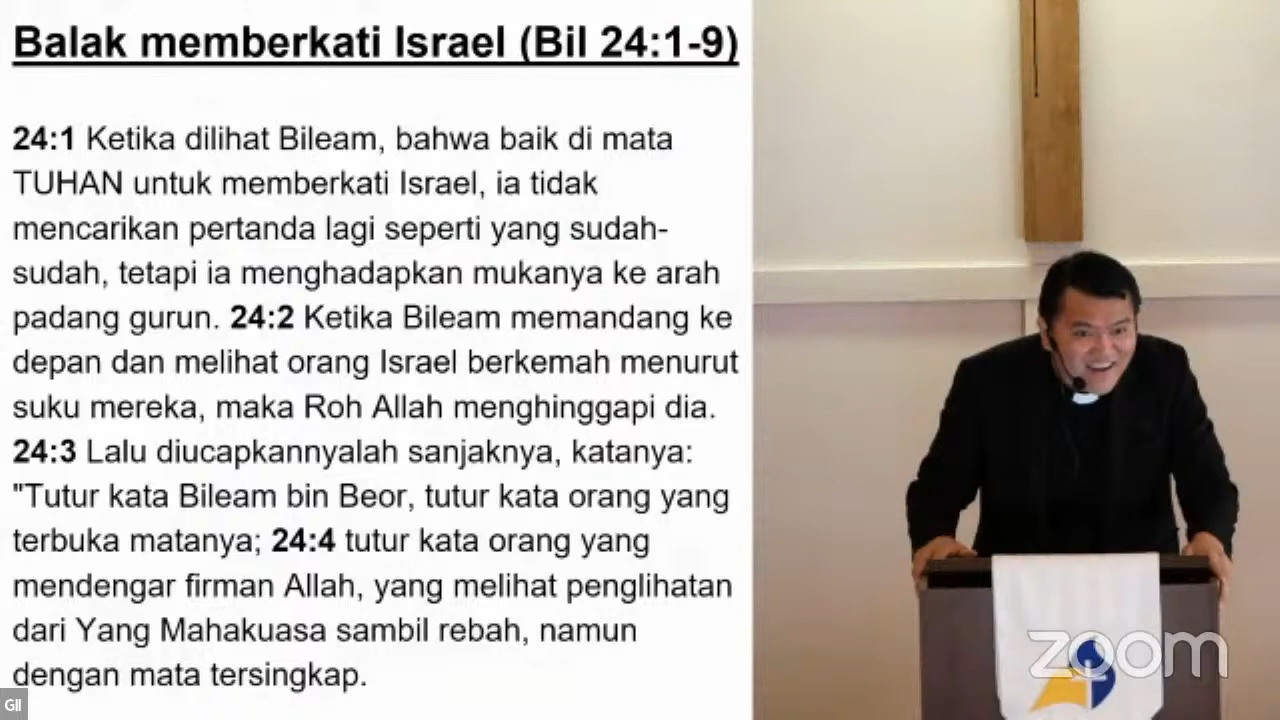 Balak memberkati Israel (Bil 24:1-9)
24:1 Ketika dilihat Bileam, bahwa baik di mata
TUHAN untuk memberkati Israel, ia tidak
mencarikan pertanda lagi seperti yang sudah-
sudah, tetapi ia menghadapkan mukanya ke arah
padang gurun. 24:2 Ketika Bileam memandang ke
depan dan melihat orang Israel berkemah menurut
suku mereka, maka Roh Allah menghinggapi dia.
24:3 Lalu diucapkannyalah sanjaknya, katanya:
"Tutur kata Bileam bin Beor, tutur kata orang yang
terbuka matanya; 24:4 tutur kata orang yang
mendengar firman Allah, yang melihat penglihatan
dari Yang Mahakuasa sambil rebah, namun
dengan mata tersingkap.
GII
zoom